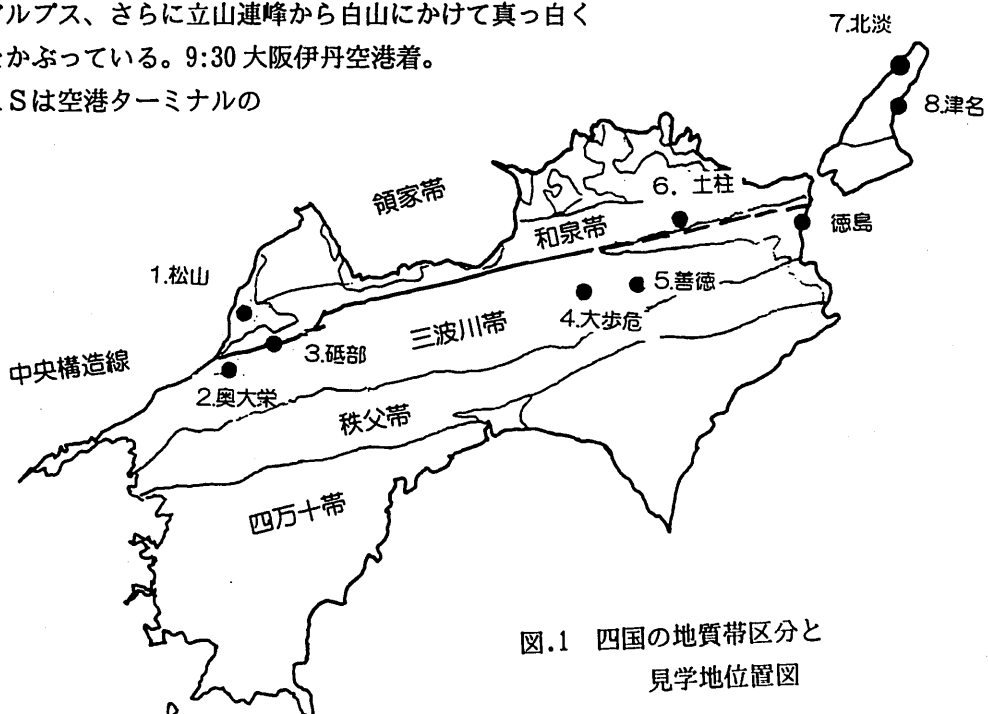 アルプス、さらに立山連峰から白山にかけて真っ白く
かぶっている。9:30 大阪伊丹空港着。
Sは空港ターミナルの
7.北淡
8.津名
領家帯
6. 土柱
和泉帯
徳島
1.松山
5.善徳
4.大歩危
三波川帯
3.砥部
中央構造線
2.奥大栄
秩父帯
四万十帯
図.1 四国の地質帯区分と
見学地位置図